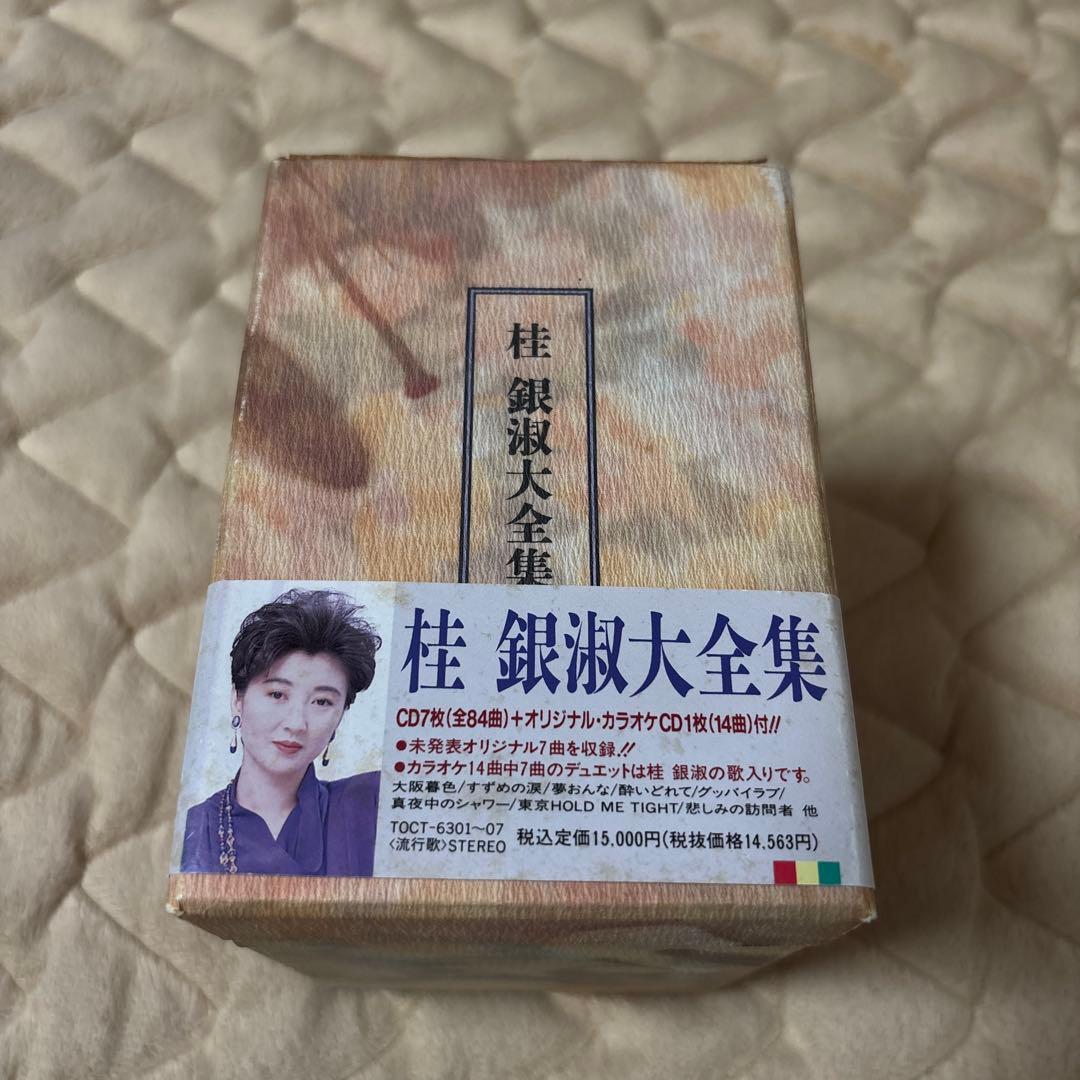 桂 銀淑大全集
桂 銀淑大全集
CD7枚(全84曲)+オリジナル・カラオケCD1枚(14曲)付!!
●未発表オリジナル7曲を収録.!!
●カラオケ14曲中7曲のデュエットは桂 銀淑の歌入りです。
大阪暮色/すずめの涙/夢おんな/酔いどれて/グッバイラブ/
真夜中のシャワー/東京HOLD ME TIGHT/悲しみの訪問者 他
TOCT-6301〜07 税込定価15,000円(税抜価格14,563円)
〈流行歌〉STEREO